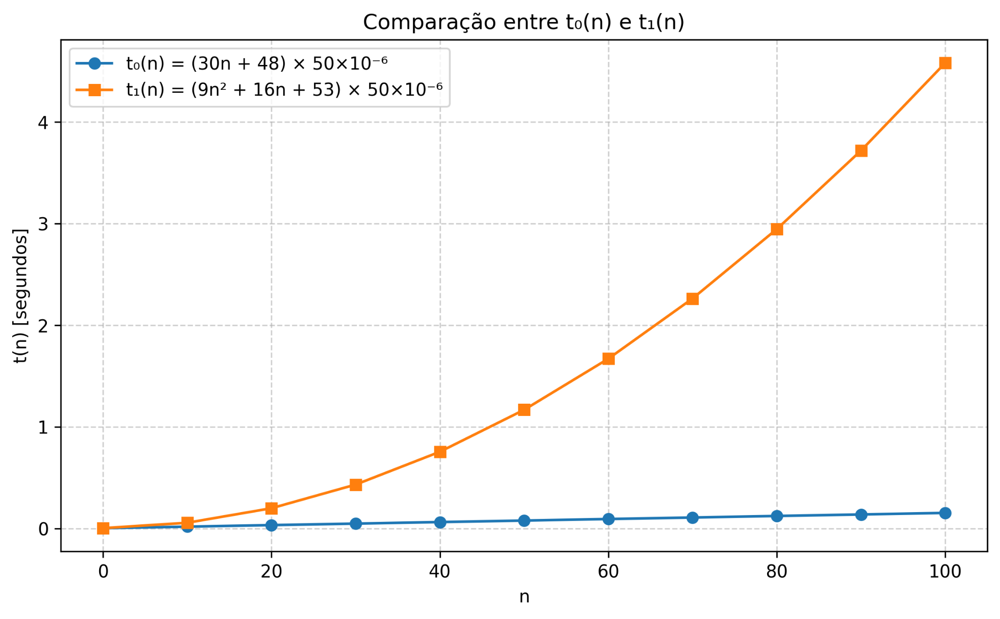 Comparação entre t₀(n) e t₁(n)
t₀(n) = (30n + 48) × 50×10⁻⁶
t₁(n) = (9n² + 16n + 53) × 50×10⁻⁶
t(n) [segundos]
4
3
2
1
0
0 20 40 60 80 100
n